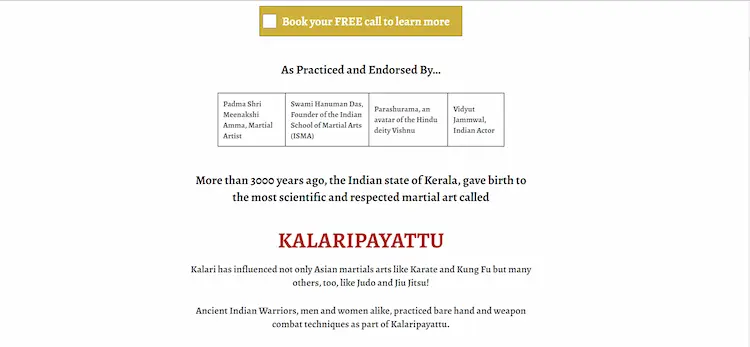 Book your FREE call to learn more
As Practiced and Endorsed By...
Padma Shri
Meenakshi
Amma, Martial
Artist
Swami Hanuman Das,
Founder of the Indian
School of Martial Arts
(ISMA)
Parashurama, an
avatar of the Hindu
deity Vishnu
Vidyut
Jammwal,
Indian Actor
More than 3000 years ago, the Indian state of Kerala, gave birth to
the most scientific and respected martial art called
KALARIPAYATTU
Kalari has influenced not only Asian martials arts like Karate and Kung Fu but many
others, too, like Judo and Jiu Jitsu!
Ancient Indian Warriors, men and women alike, practiced bare hand and weapon
combat techniques as part of Kalaripayattu.